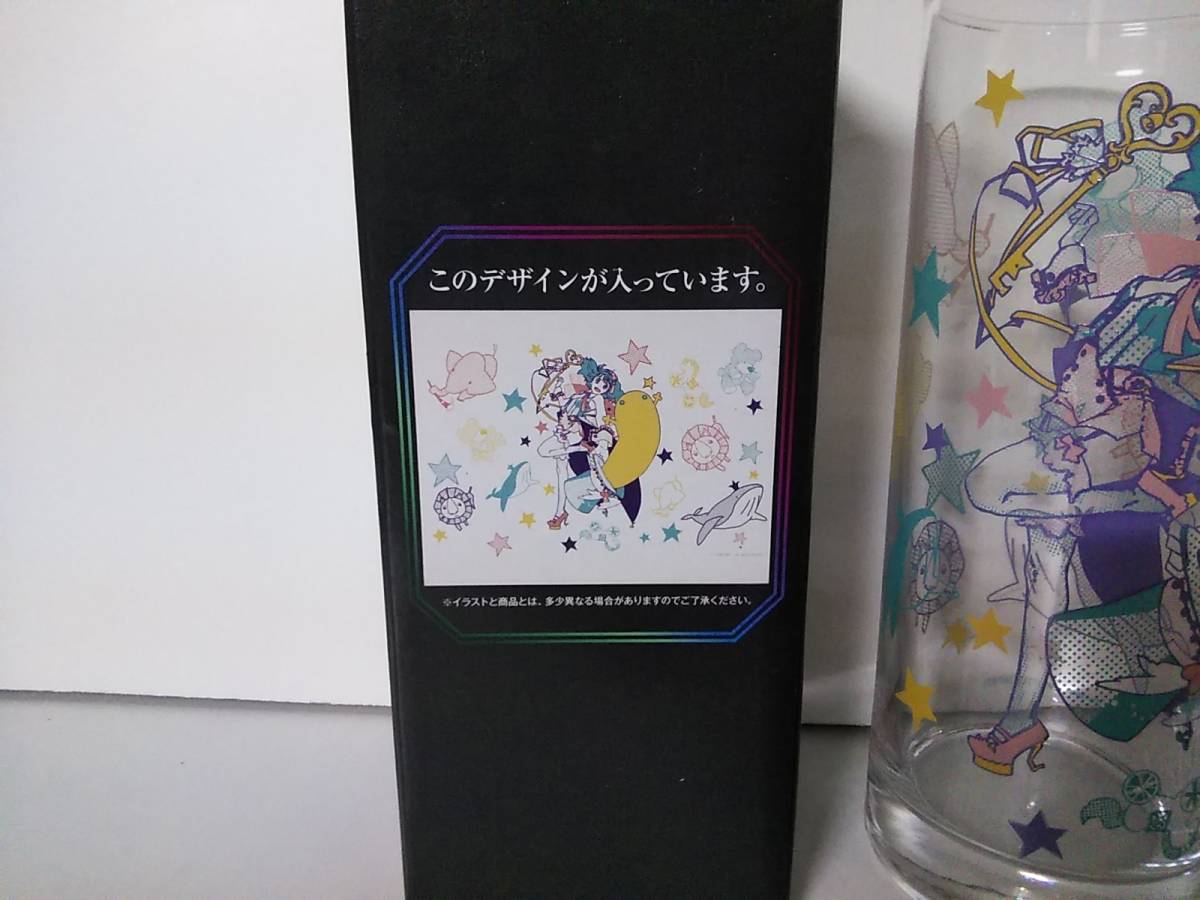 このデザインが入っています。
※イラストと商品とは、多少異なる場合がありますのでご了承ください。